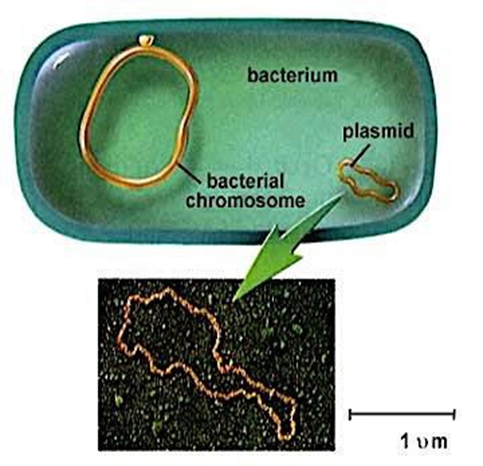 bacterium
plasmid
bacterial
chromosome
1 υm